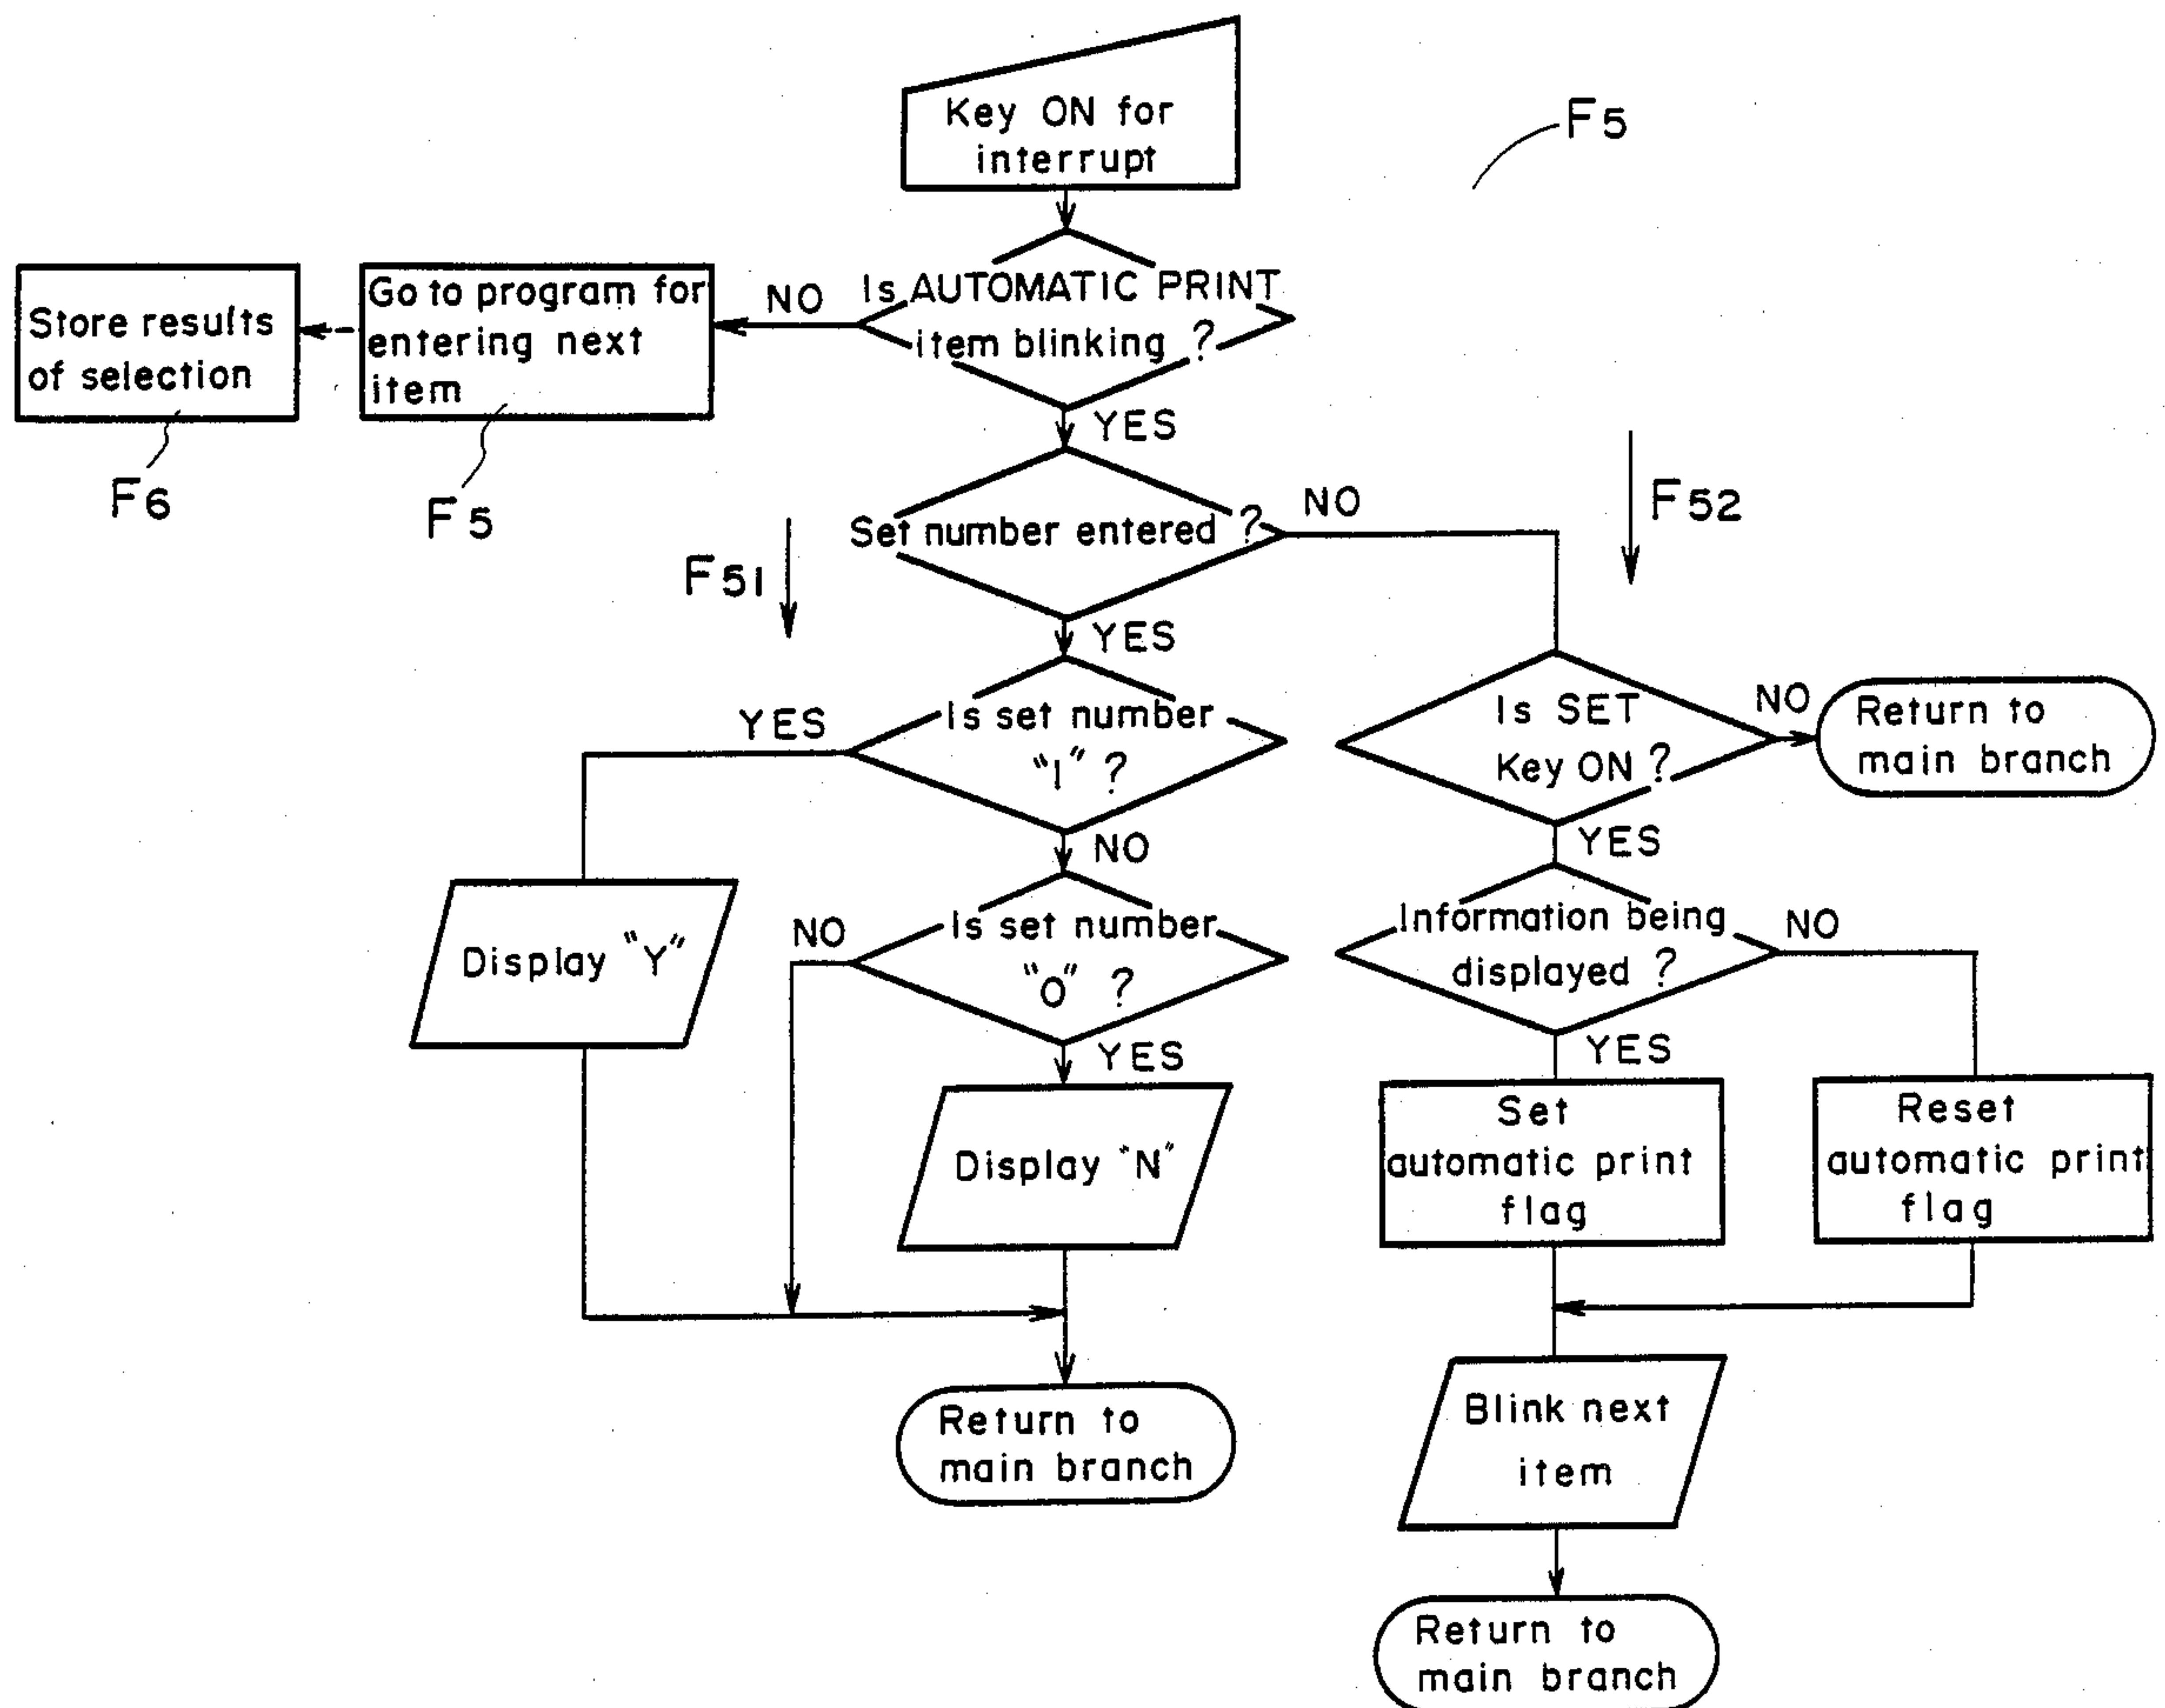 Key ON for
interrupt
F5
Is AUTOMATIC PRINT
item blinking ?
NO
Go to program for
entering next
item
Store results
of selection
F6
F5
YES
Set number entered ?
NO
F51
F52
YES
Is set number
"1" ?
YES
Is SET
Key ON ?
NO
Return to
main branch
NO
YES
Display "Y"
Is set number
"0" ?
NO
Information being
displayed ?
NO
YES
YES
Display "N"
Set
automatic print
flag
Reset
automatic print
flag
Return to
main branch
Blink next
item
Return to
main branch